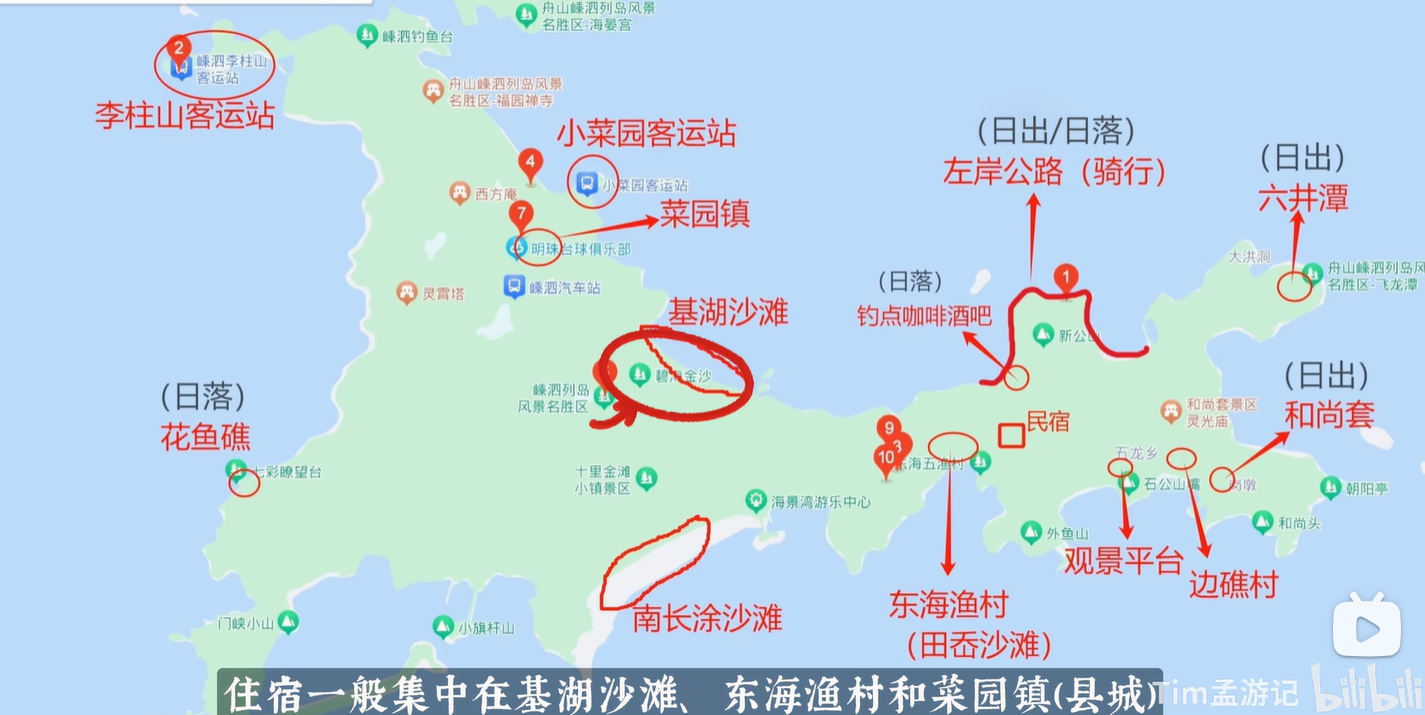 舟山嵊泗列岛风景
名胜区-海晏宫
嵊泗钓鱼台
2
嵊泗李柱山
客运站
李柱山客运站
舟山嵊泗列岛风景
名胜区-福园禅寺
小菜园客运站
4
小菜园客运站
西方庵
7
菜园镇
明珠台球俱乐部
灵霄塔
嵊泗汽车站
(日出/日落)
左岸公路(骑行)
(日出)
六井潭
大洪洞
舟山嵊泗列岛风
名胜区-飞龙潭
1
(日落)
钓点咖啡酒吧
新公山
基湖沙滩
碧海金沙
嵊泗列岛
风景名胜区
(日落)
花鱼礁
七彩瞭望台
(日出)
和尚套
和尚套景区
灵光庙
民宿
9
3
10
东海五渔村
五龙乡
石公山嘴
岗墩
朝阳亭
和尚头
十里金滩
小镇景区
海景湾游乐中心
外鱼山
观景平台
边礁村
东海渔村
(田岙沙滩)
南长涂沙滩
门峡小山
小旗杆山
住宿一般集中在基湖沙滩、东海渔村和菜园镇(县城)
Tim孟游记
bilibili